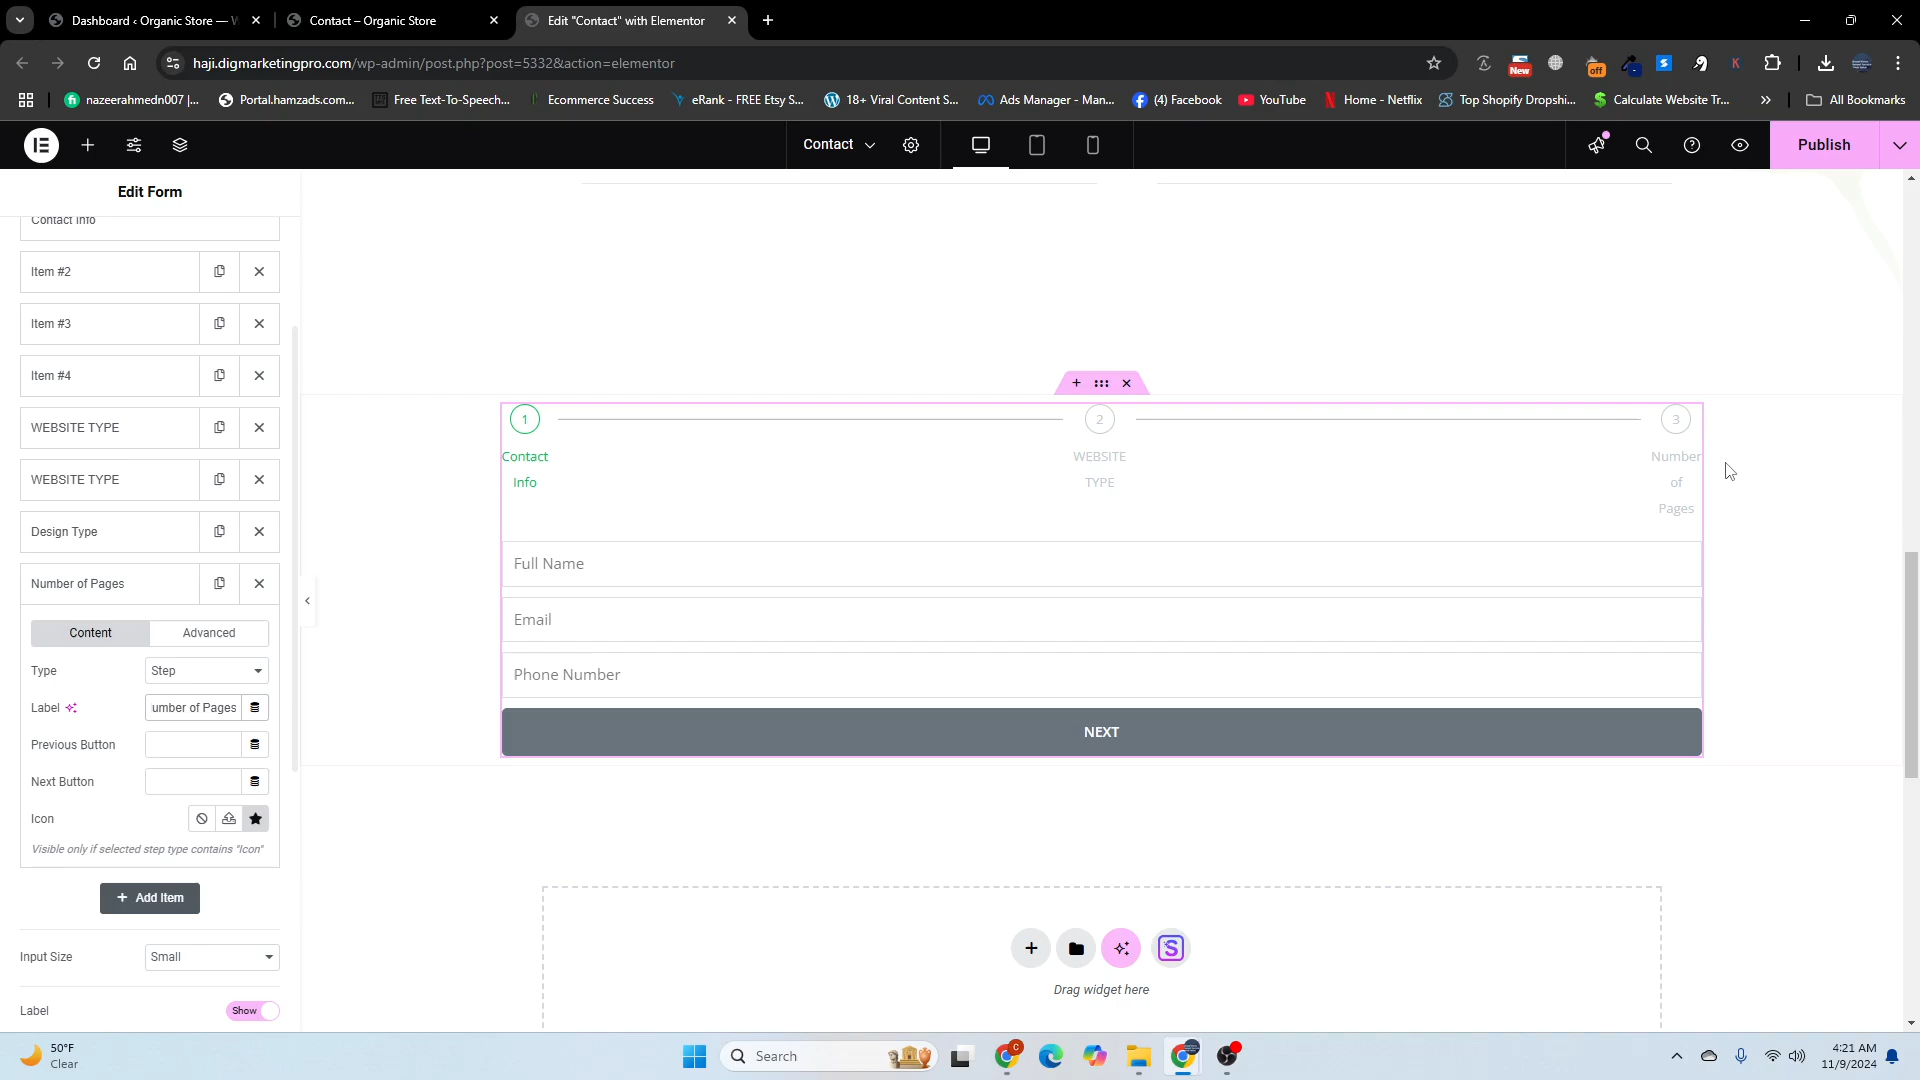 Dashboard ‹ Organic Store — W
Contact – Organic Store
Edit "Contact" with Elementor
haji.digmarketingpro.com/wp-admin/post.php?post=5332&action=elementor
New
off
K
nazeerahmedn007 |...
Portal.hamzads.com...
Free Text-To-Speech...
Ecommerce Success
eRank - FREE Etsy S...
18+ Viral Content S...
Ads Manager - Man...
(4) Facebook
YouTube
Home - Netflix
Top Shopify Dropshi...
Calculate Website Tr...
All Bookmarks
Contact
Publish
Edit Form
Contact Info
Item #2
Item #3
Item #4
WEBSITE TYPE
WEBSITE TYPE
Design Type
Number of Pages
Content
Advanced
Type
Step
Label
umber of Pages
Previous Button
Next Button
Icon
Visible only if selected step type contains "Icon"
+ Add Item
Input Size
Small
Label
Show
1
2
3
Contact
Info
WEBSITE
TYPE
Number
of
Pages
Full Name
Email
Phone Number
NEXT
Drag widget here
50°F
Clear
Search
4:21 AM
11/9/2024